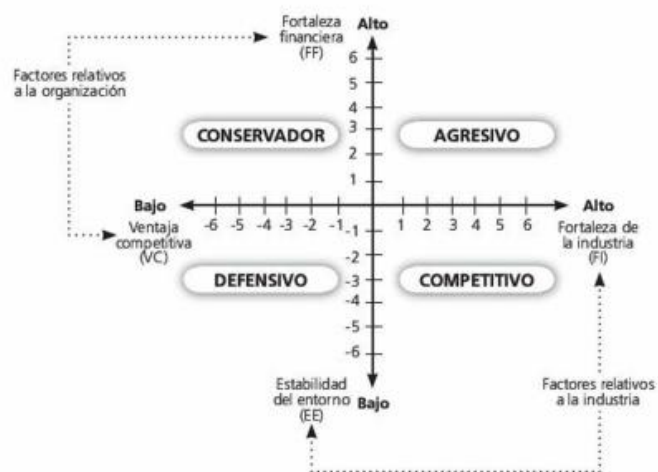 Fortaleza
financiera
(FF)
Alto
Factores relativos
a la organización
6
5
4
3
2
1
CONSERVADOR
AGRESIVO
Bajo
Alto
-6 -5 -4 -3 -2 -1
1 2 3 4 5 6
Ventaja
competitiva
(VC)
Fortaleza de
la industria
(FI)
-1
-2
-3
-4
-5
-6
DEFENSIVO
COMPETITIVO
Estabilidad
del entorno
(EE)
Bajo
Factores relativos
a la industria